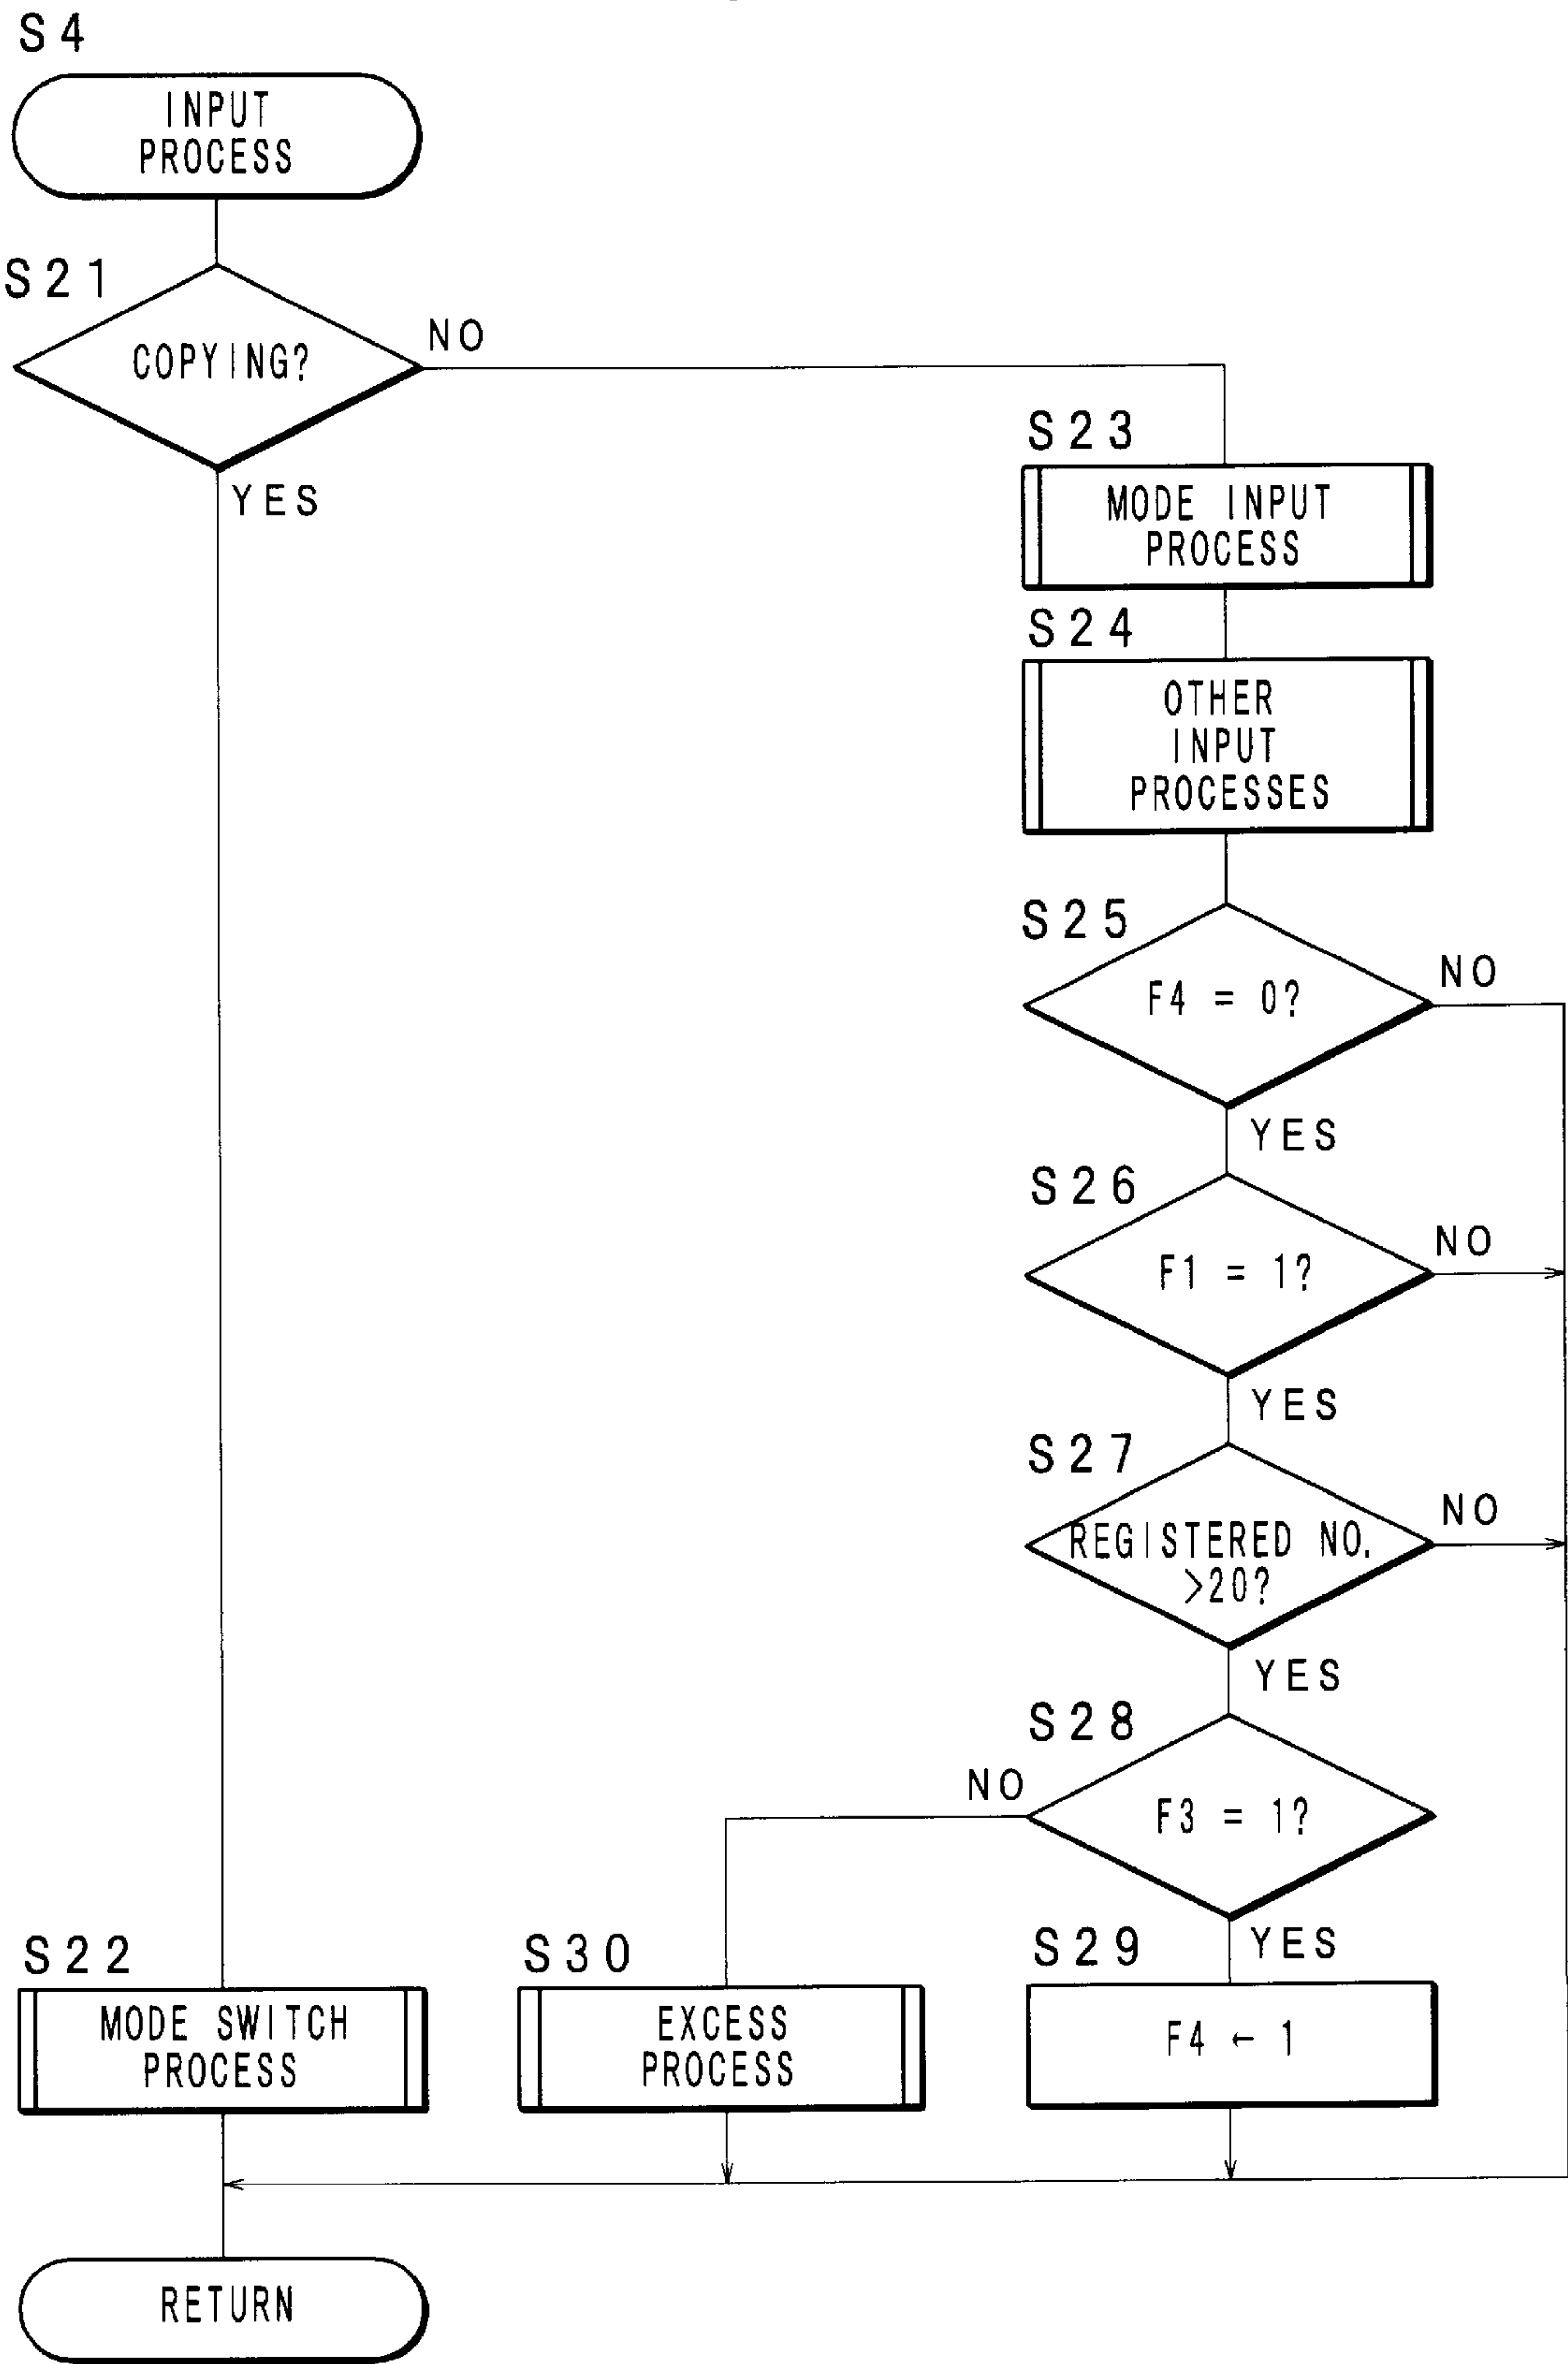 S4
INPUT
PROCESS
S21
COPYING?
NO
YES
S23
MODE INPUT
PROCESS
S24
OTHER
INPUT
PROCESSES
S25
F4 = 0?
NO
YES
S26
F1 = 1?
NO
YES
S27
REGISTERED NO.
>20?
NO
YES
S28
F3 = 1?
NO
YES
S22
MODE SWITCH
PROCESS
S30
EXCESS
PROCESS
S29
F4 ← 1
RETURN